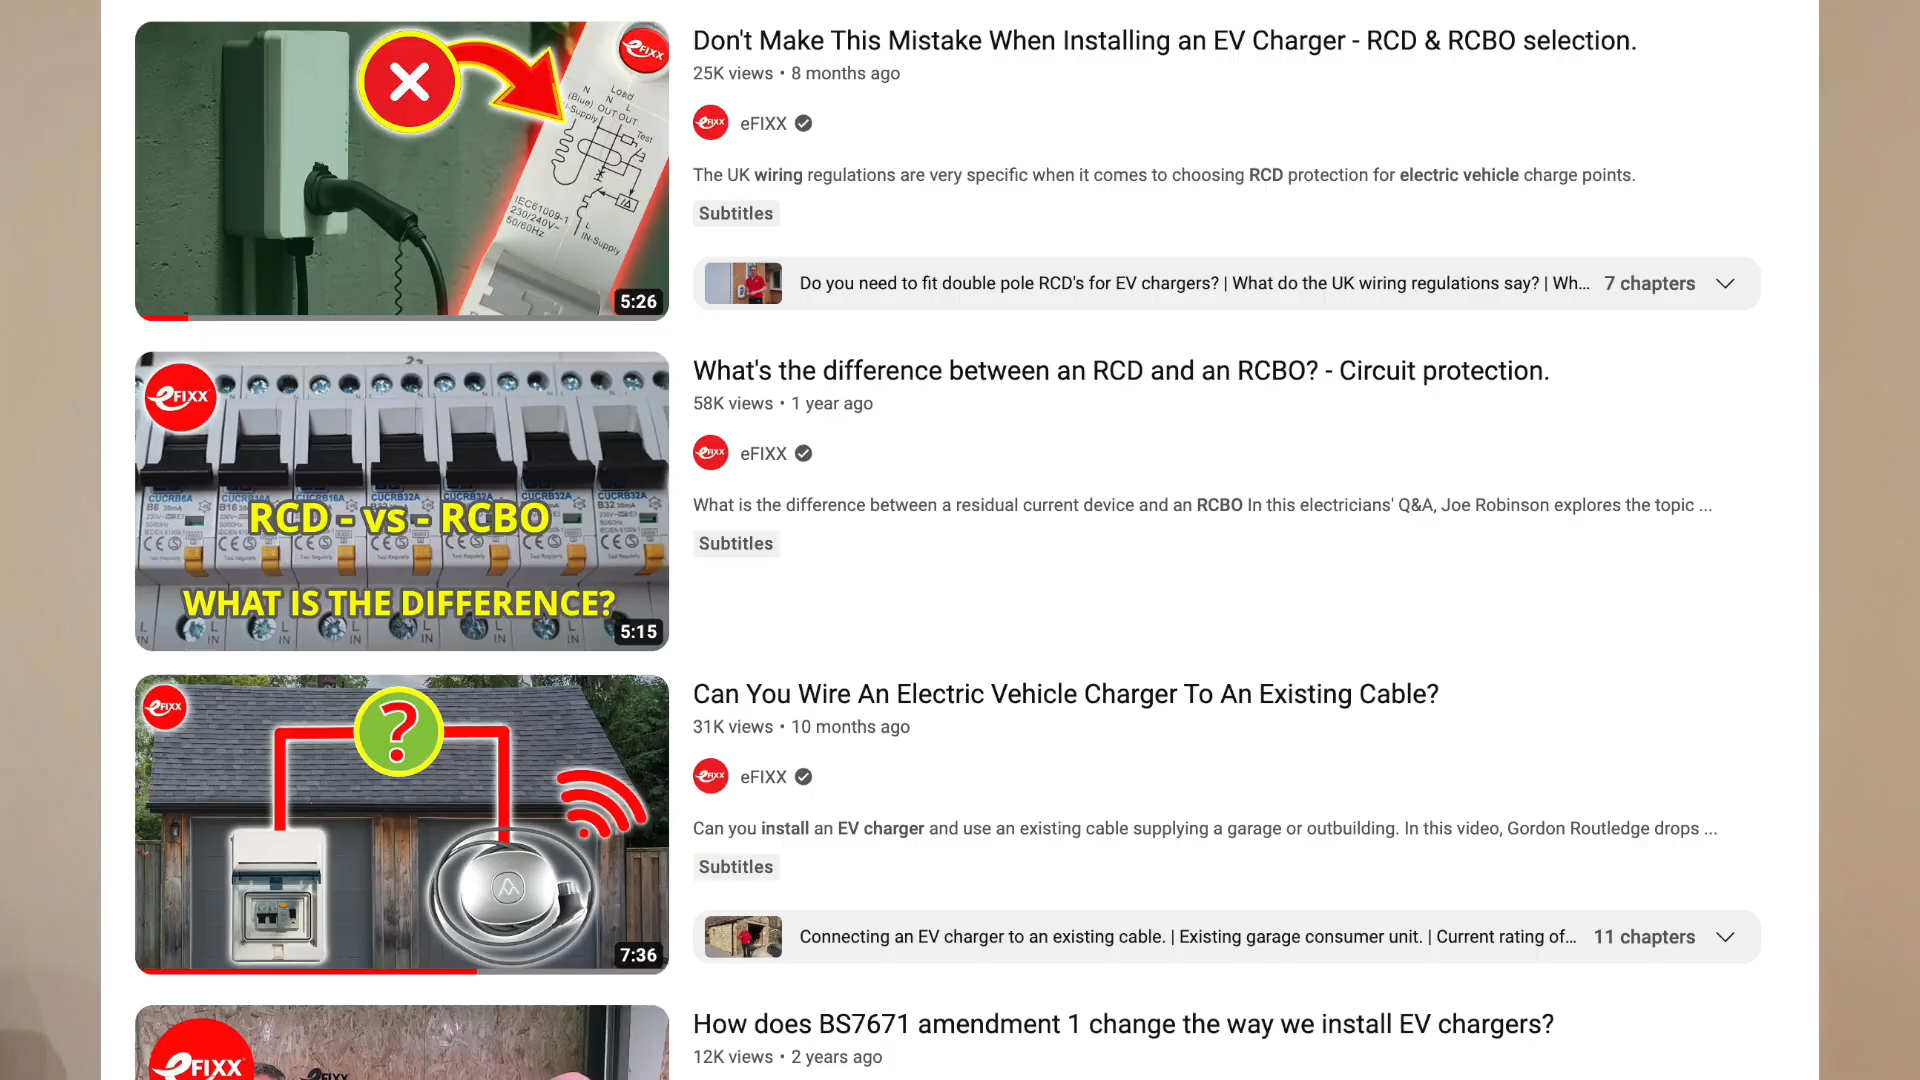 Don't Make This Mistake When Installing an EV Charger - RCD & RCBO selection.
25K views • 8 months ago
eFIXX
The UK wiring regulations are very specific when it comes to choosing RCD protection for electric vehicle charge points.
Subtitles
Do you need to fit double pole RCD's for EV chargers? | What do the UK wiring regulations say? | Wh... 7 chapters
eFIXX
N
(Blue)
Load
N L
OUT OUT
Test
IEC61009-1
230/240V~
50/60Hz
L
IN-Supply
5:26
What's the difference between an RCD and an RCBO? - Circuit protection.
58K views • 1 year ago
eFIXX
What is the difference between a residual current device and an RCBO In this electricians' Q&A, Joe Robinson explores the topic ...
Subtitles
eFIXX
CUCRB6A CUCRB16A CUCRB16A CUCRB32A CUCRB32A CUCRB32A CUCRB32A
RCD - vs - RCBO
WHAT IS THE DIFFERENCE?
5:15
Can You Wire An Electric Vehicle Charger To An Existing Cable?
31K views • 10 months ago
eFIXX
Can you install an EV charger and use an existing cable supplying a garage or outbuilding. In this video, Gordon Routledge drops ...
Subtitles
Connecting an EV charger to an existing cable. | Existing garage consumer unit. | Current rating of... 11 chapters
eFIXX
?
7:36
How does BS7671 amendment 1 change the way we install EV chargers?
12K views • 2 years ago
eFIXX
eFIXX